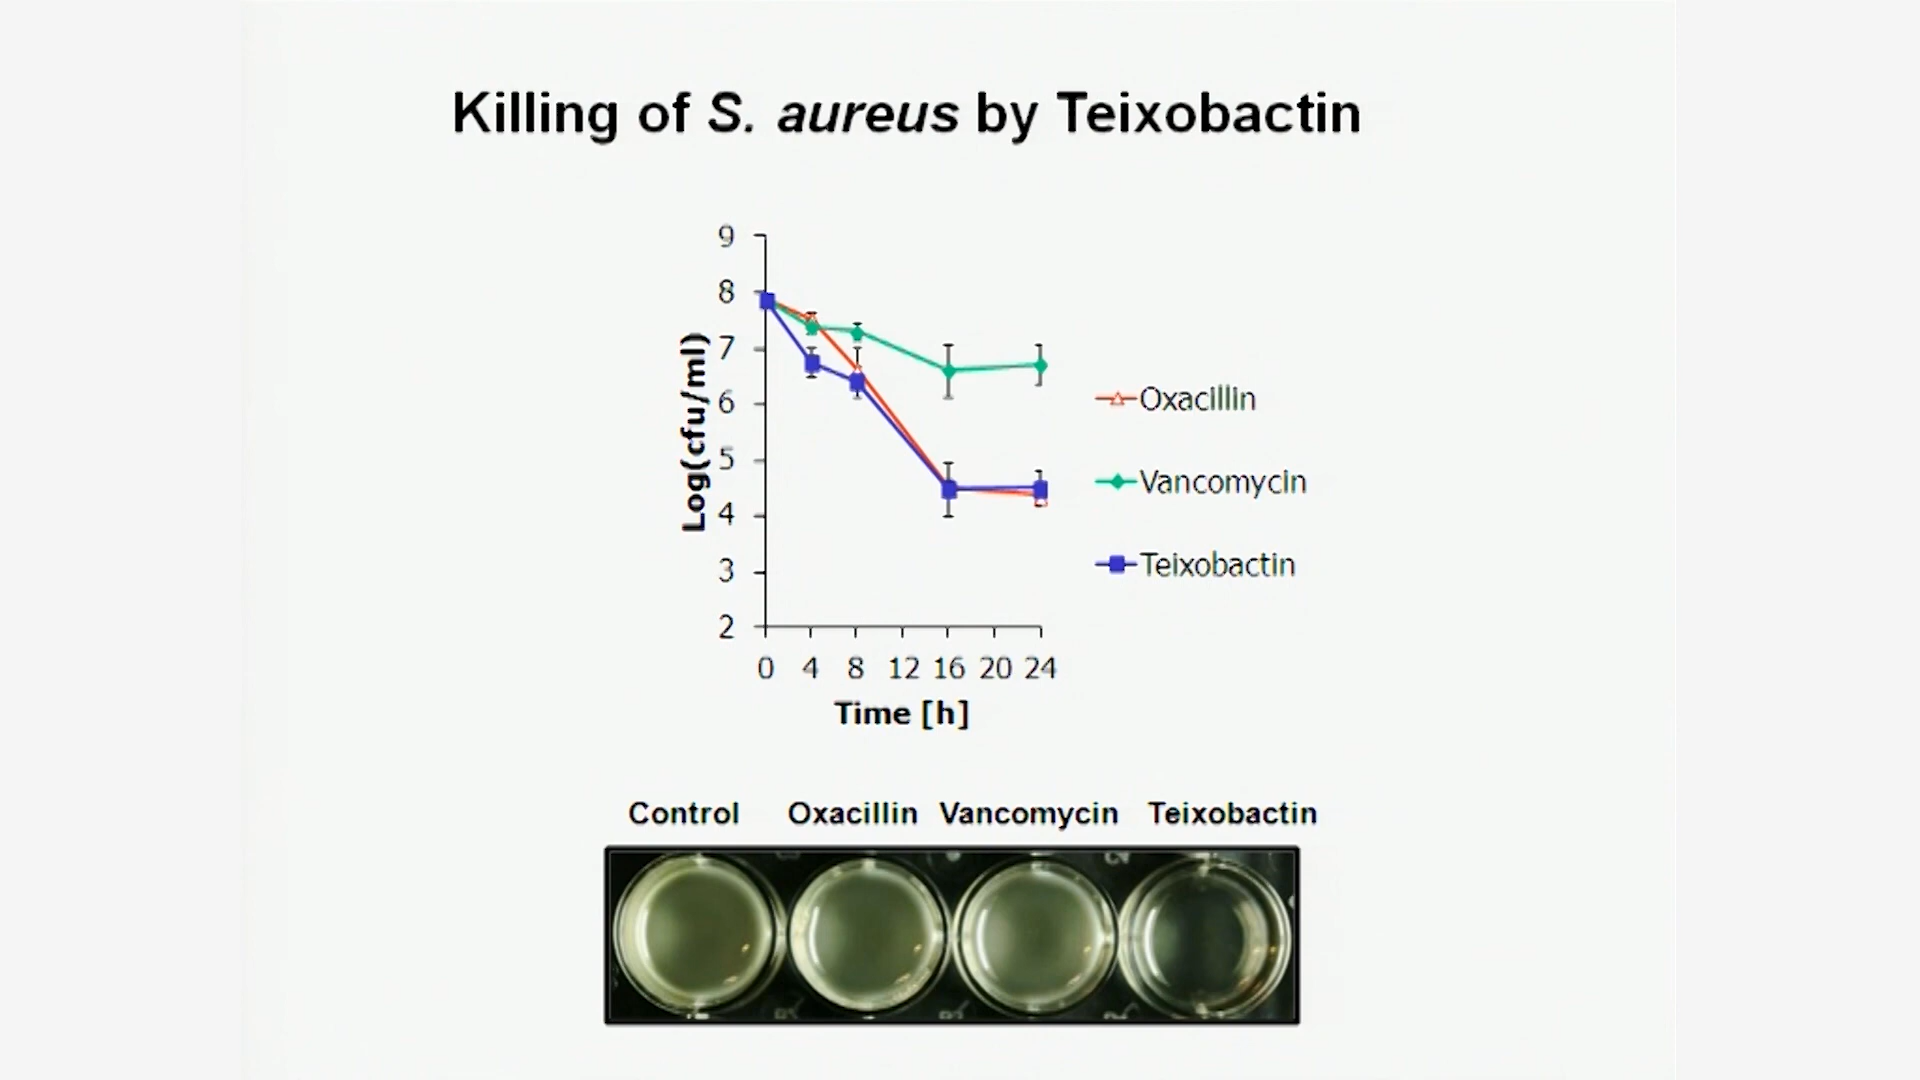 Killing of S. aureus by Teixobactin
9
8
7
6
5
4
3
2
Log(cfu/ml)
0 4 8 12 16 20 24
Time [h]
Oxacillin
Vancomycin
Teixobactin
Control Oxacillin Vancomycin Teixobactin